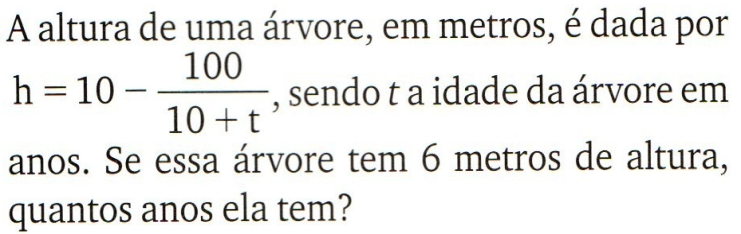 A altura de uma árvore, em metros, é dada por
h = 10 − 100/(10 + t), sendo t a idade da árvore em
anos. Se essa árvore tem 6 metros de altura,
quantos anos ela tem?